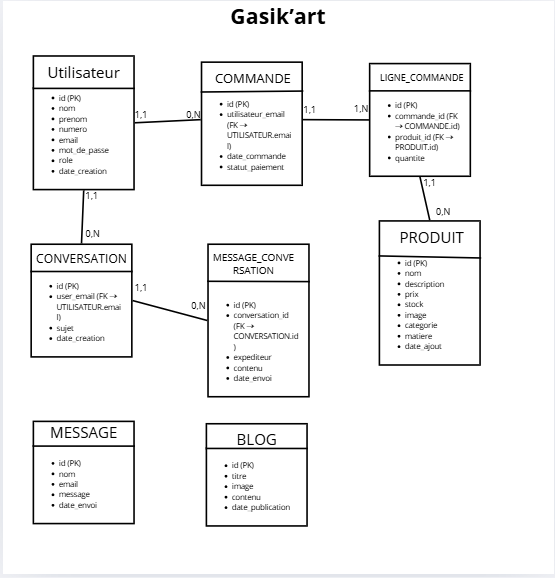 Gasik’art
Utilisateur
• id (PK)
• nom
• prenom
• numero
• email
• mot_de_passe
• role
• date_creation
1,1
0,N
COMMANDE
• id (PK)
• utilisateur_email
(FK →
UTILISATEUR.emai
l)
• date_commande
• statut_paiement
1,1
1,N
LIGNE_COMMANDE
• id (PK)
• commande_id (FK
→ COMMANDE.id)
• produit_id (FK →
PRODUIT.id)
• quantite
1,1
0,N
1,1
0,N
CONVERSATION
• id (PK)
• user_email (FK →
UTILISATEUR.emai
l)
• sujet
• date_creation
1,1
0,N
MESSAGE_CONVE
RSATION
• id (PK)
• conversation_id
(FK →
CONVERSATION.id
)
• expediteur
• contenu
• date_envoi
PRODUIT
• id (PK)
• nom
• description
• prix
• stock
• image
• categorie
• matiere
• date_ajout
MESSAGE
• id (PK)
• nom
• email
• message
• date_envoi
BLOG
• id (PK)
• titre
• image
• contenu
• date_publication